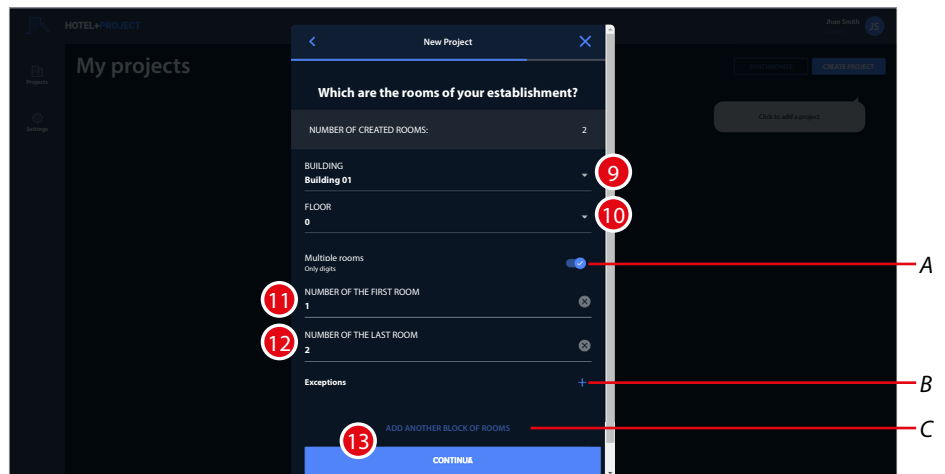 HOTEL+PROJECT
Jhan Smith
JS
New Project
My projects
Projects
CREATE PROJECT
Which are the rooms of your establishment?
Click to add a project
Settings
NUMBER OF CREATED ROOMS: 2
BUILDING
Building 01
9
FLOOR
0
10
Multiple rooms
Only digits
A
11
NUMBER OF THE FIRST ROOM
1
12
NUMBER OF THE LAST ROOM
2
Exceptions
B
ADD ANOTHER BLOCK OF ROOMS
C
13
CONTINUA